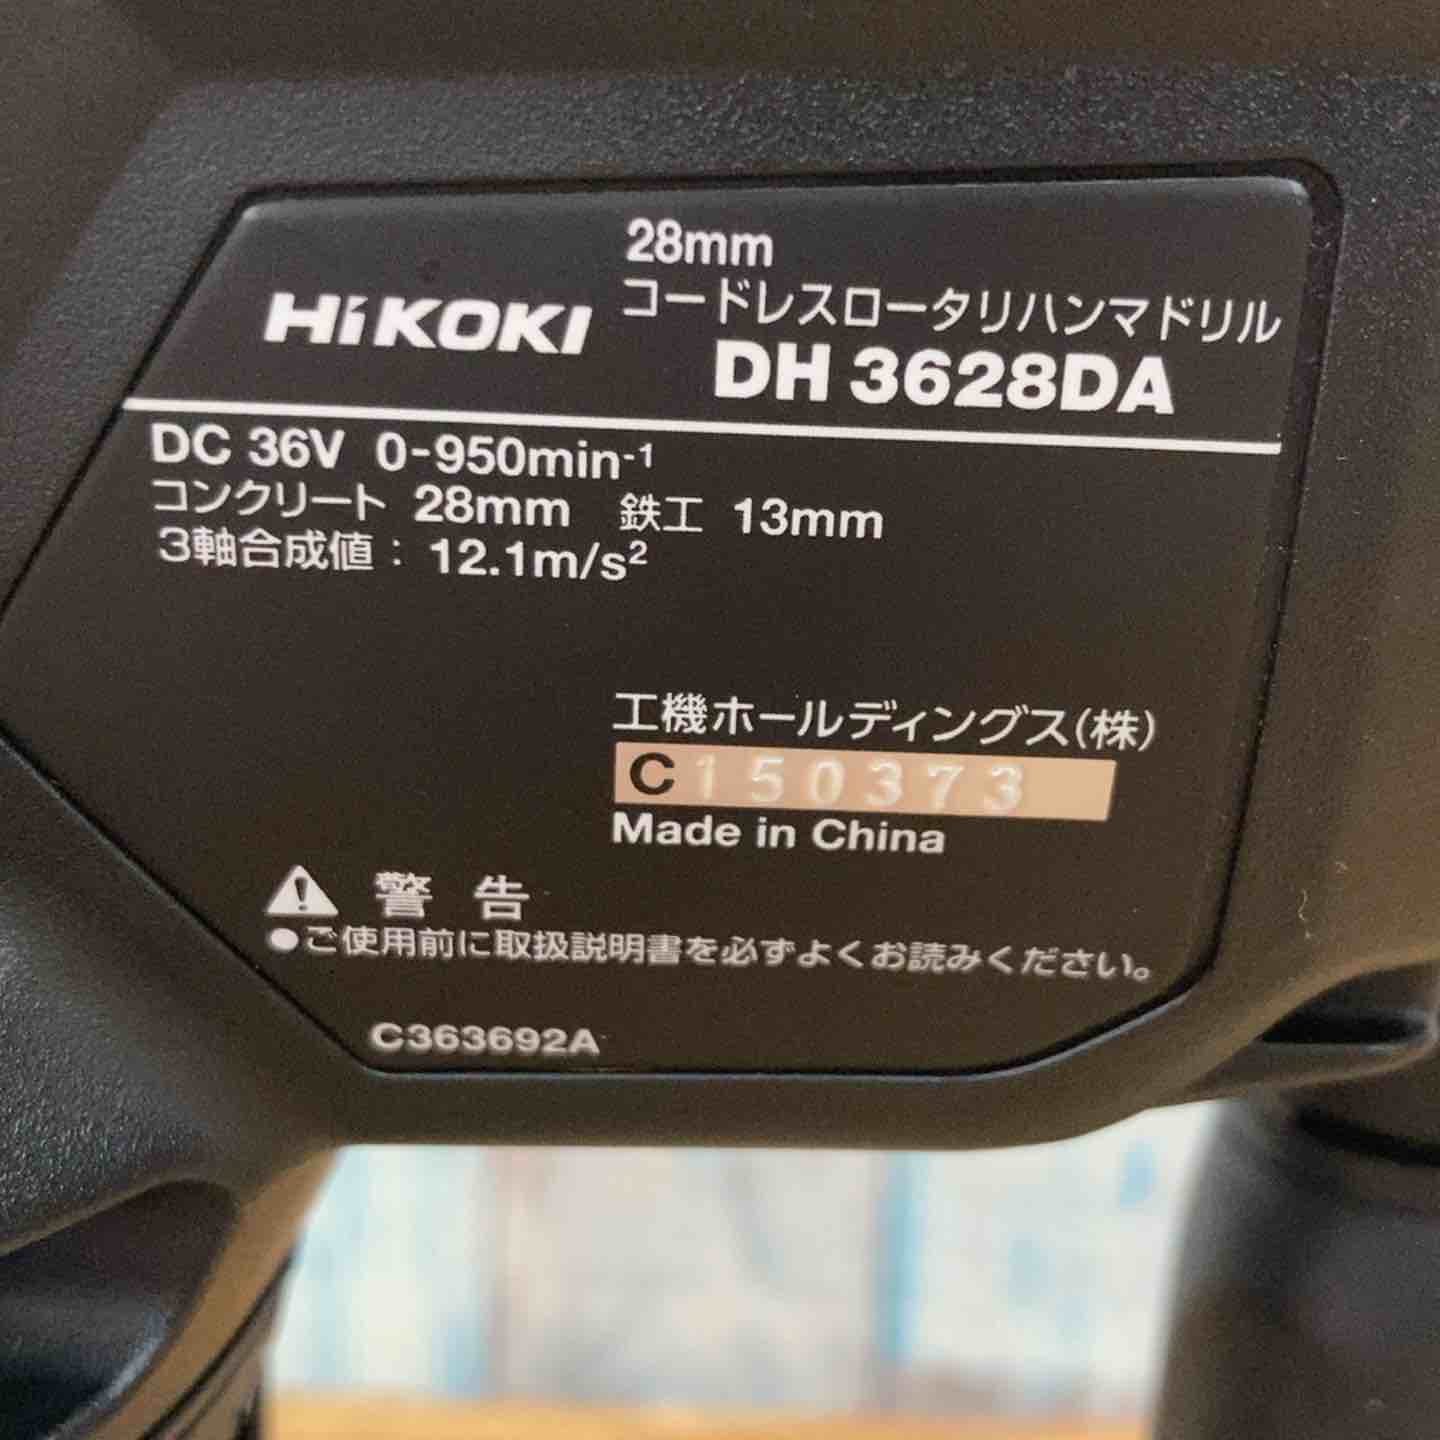 28mm
コードレスロータリハンマドリル
HiKOKI
DH 3628DA
DC 36V 0-950min-1
コンクリート 28mm 鉄工 13mm
3軸合成値：12.1m/s2
工機ホールディングス(株)
C150373
Made in China
警 告
●ご使用前に取扱説明書を必ずよくお読みください。
C363692A